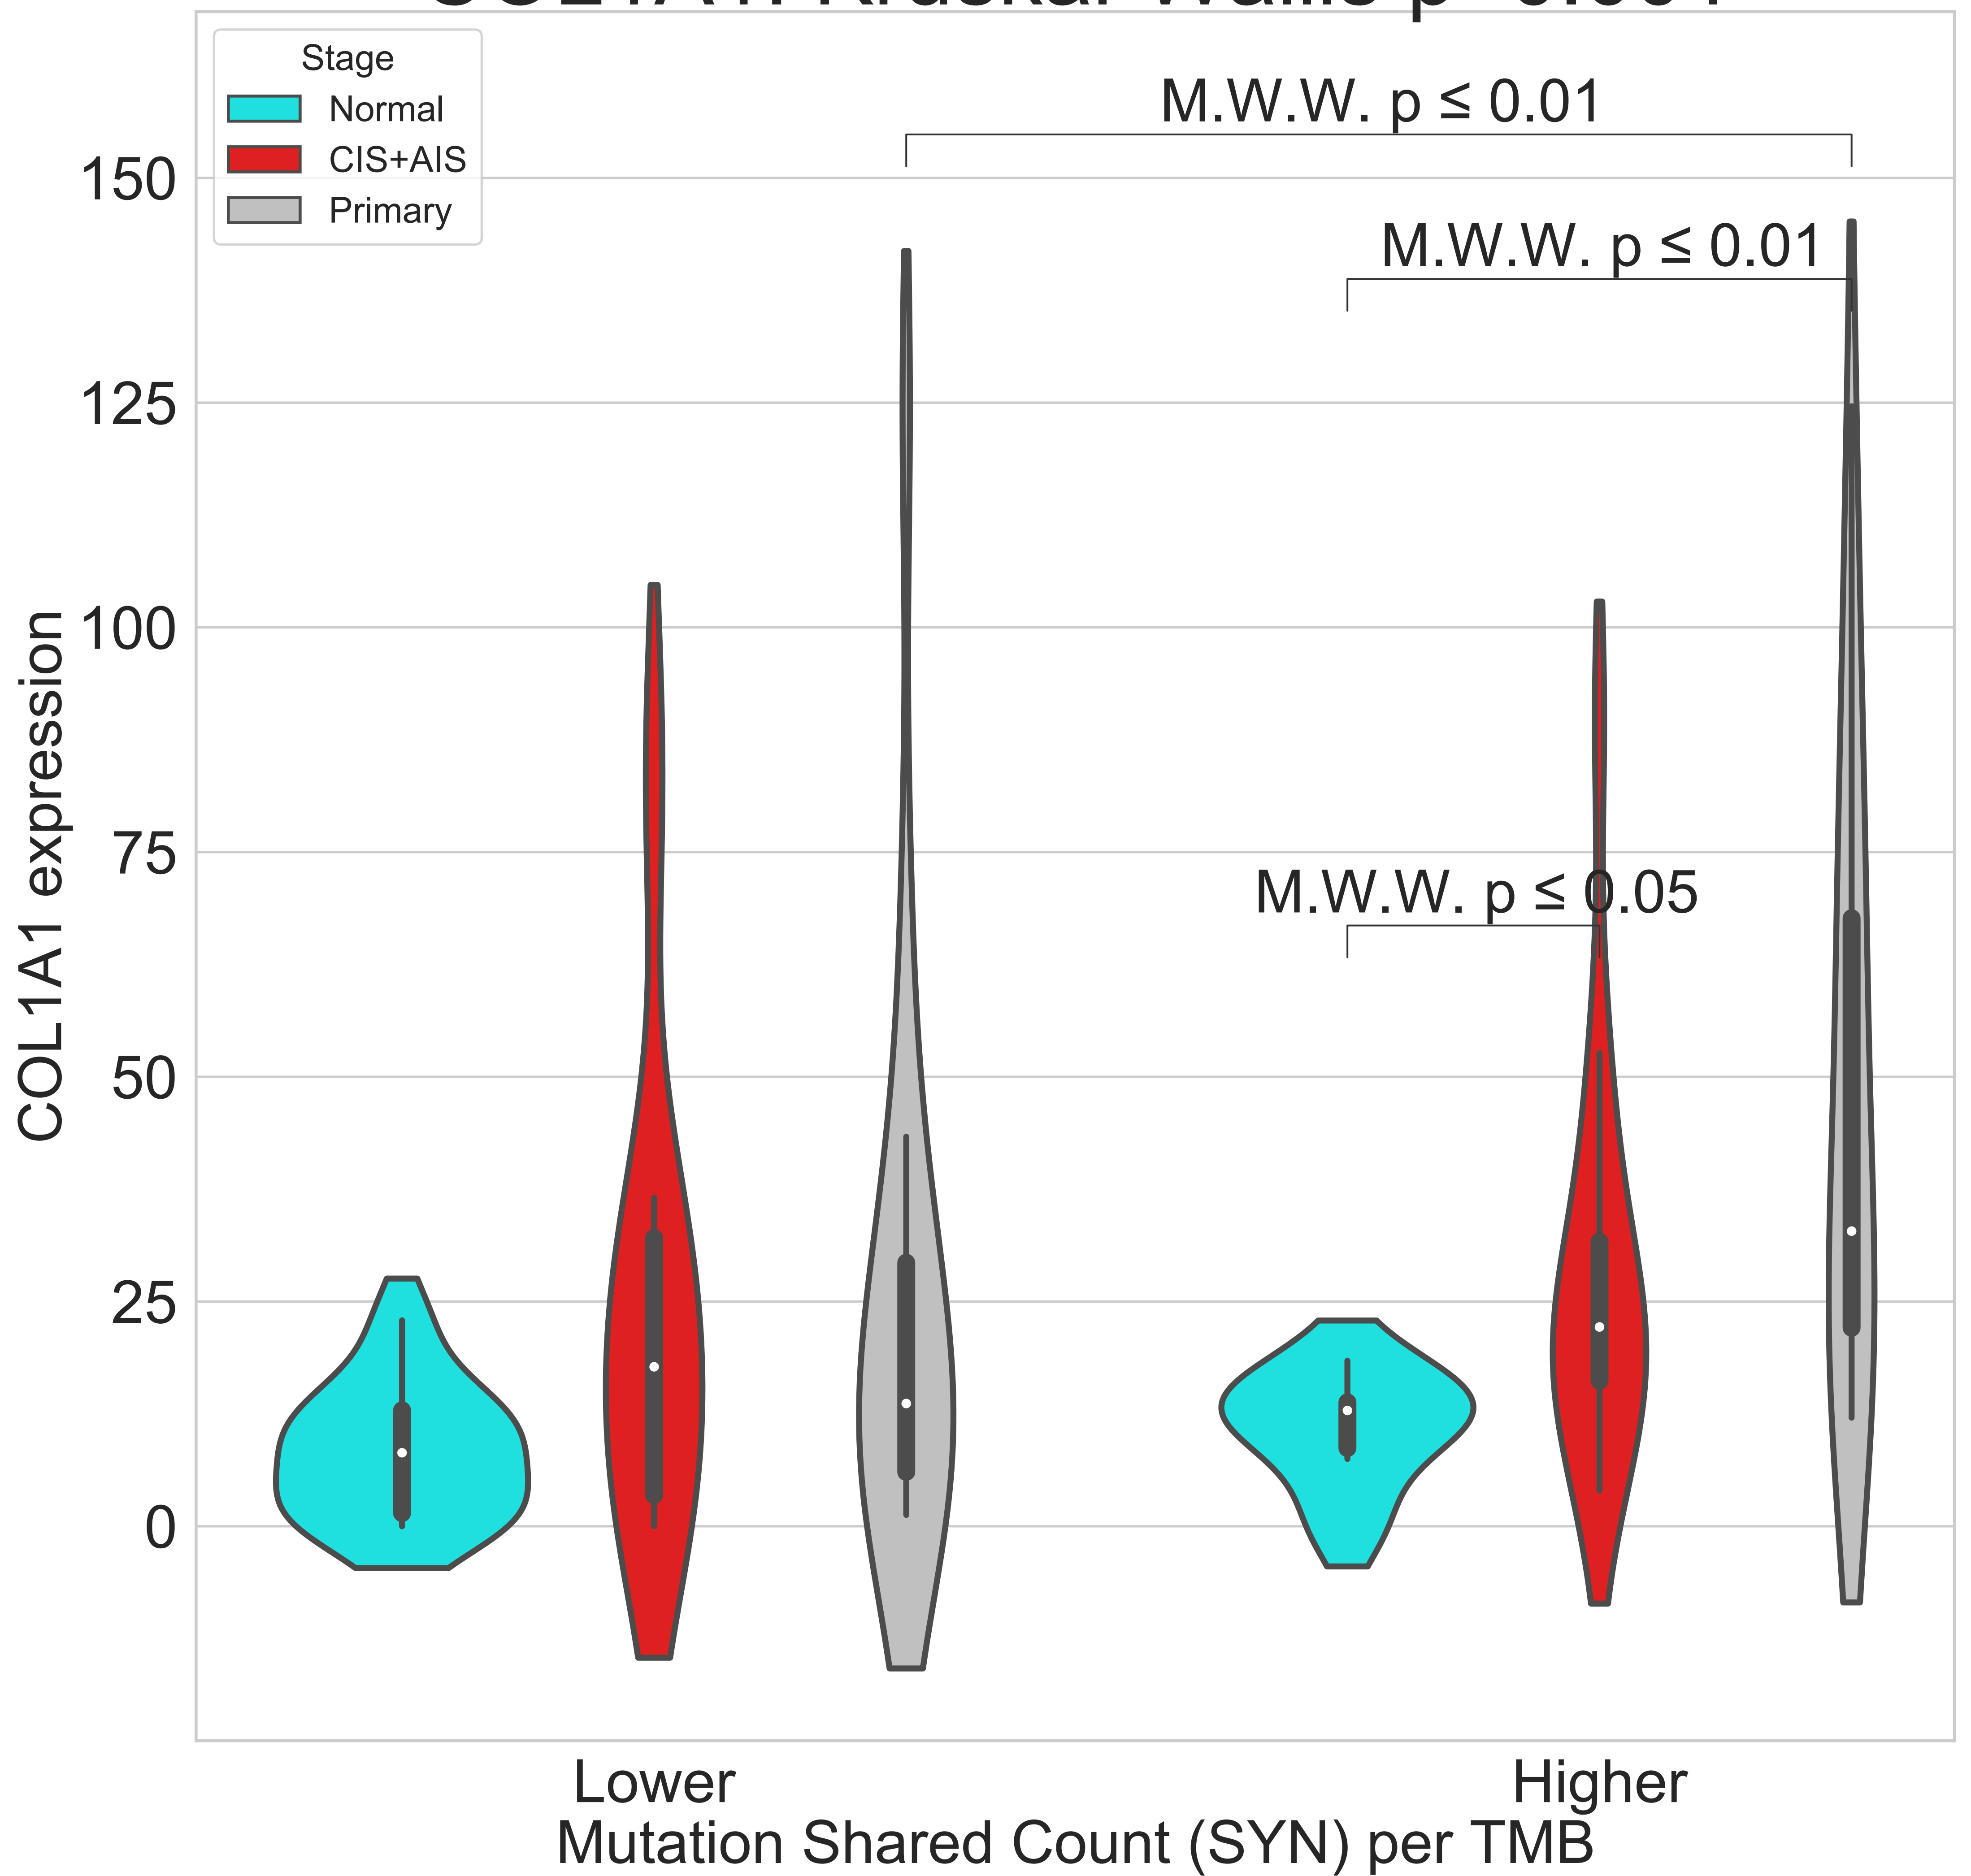 Stage
Normal
CIS+AIS
Primary
M.W.W. p ≤ 0.01
M.W.W. p ≤ 0.01
M.W.W. p ≤ 0.05
150
125
100
75
50
25
0
COL1A1 expression
Lower
Higher
Mutation Shared Count (SYN) per TMB